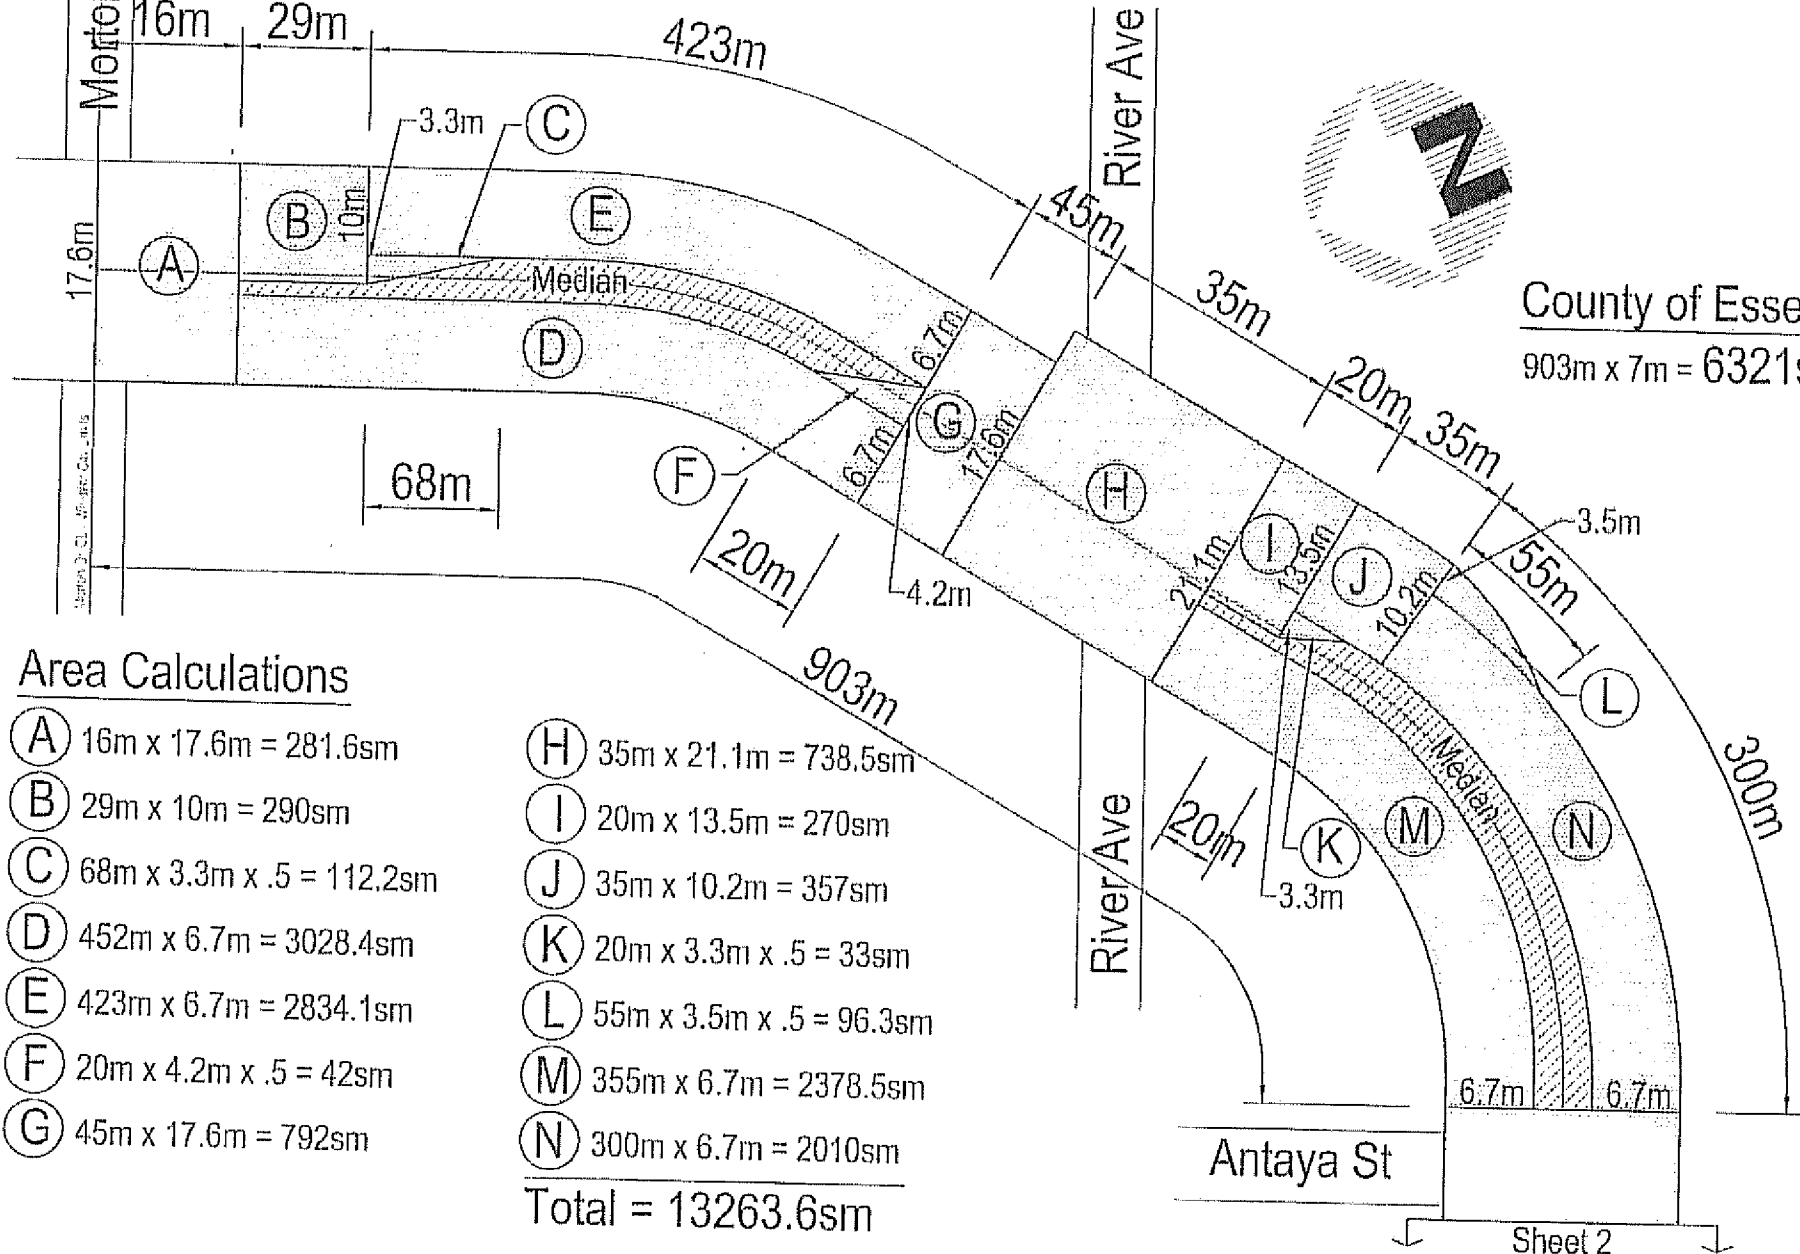 Morto
16m
29m
423m
River Ave
3.3m
C
45m
N
B
10m
E
17.6m
A
Median
D
35m
County of Esse
903m x 7m = 6321s
6.7m
20m
G
35m
6.7m
17.6m
68m
F
H
I
3.5m
20m
4.2m
21.1m
13.5m
J
10.2m
55m
903m
L
Median
300m
20m
K
M
N
3.3m
River Ave
6.7m
6.7m
Antaya St
Sheet 2
Area Calculations
A 16m x 17.6m = 281.6sm
B 29m x 10m = 290sm
C 68m x 3.3m x .5 = 112.2sm
D 452m x 6.7m = 3028.4sm
E 423m x 6.7m = 2834.1sm
F 20m x 4.2m x .5 = 42sm
G 45m x 17.6m = 792sm
H 35m x 21.1m = 738.5sm
I 20m x 13.5m = 270sm
J 35m x 10.2m = 357sm
K 20m x 3.3m x .5 = 33sm
L 55m x 3.5m x .5 = 96.3sm
M 355m x 6.7m = 2378.5sm
N 300m x 6.7m = 2010sm
Total = 13263.6sm